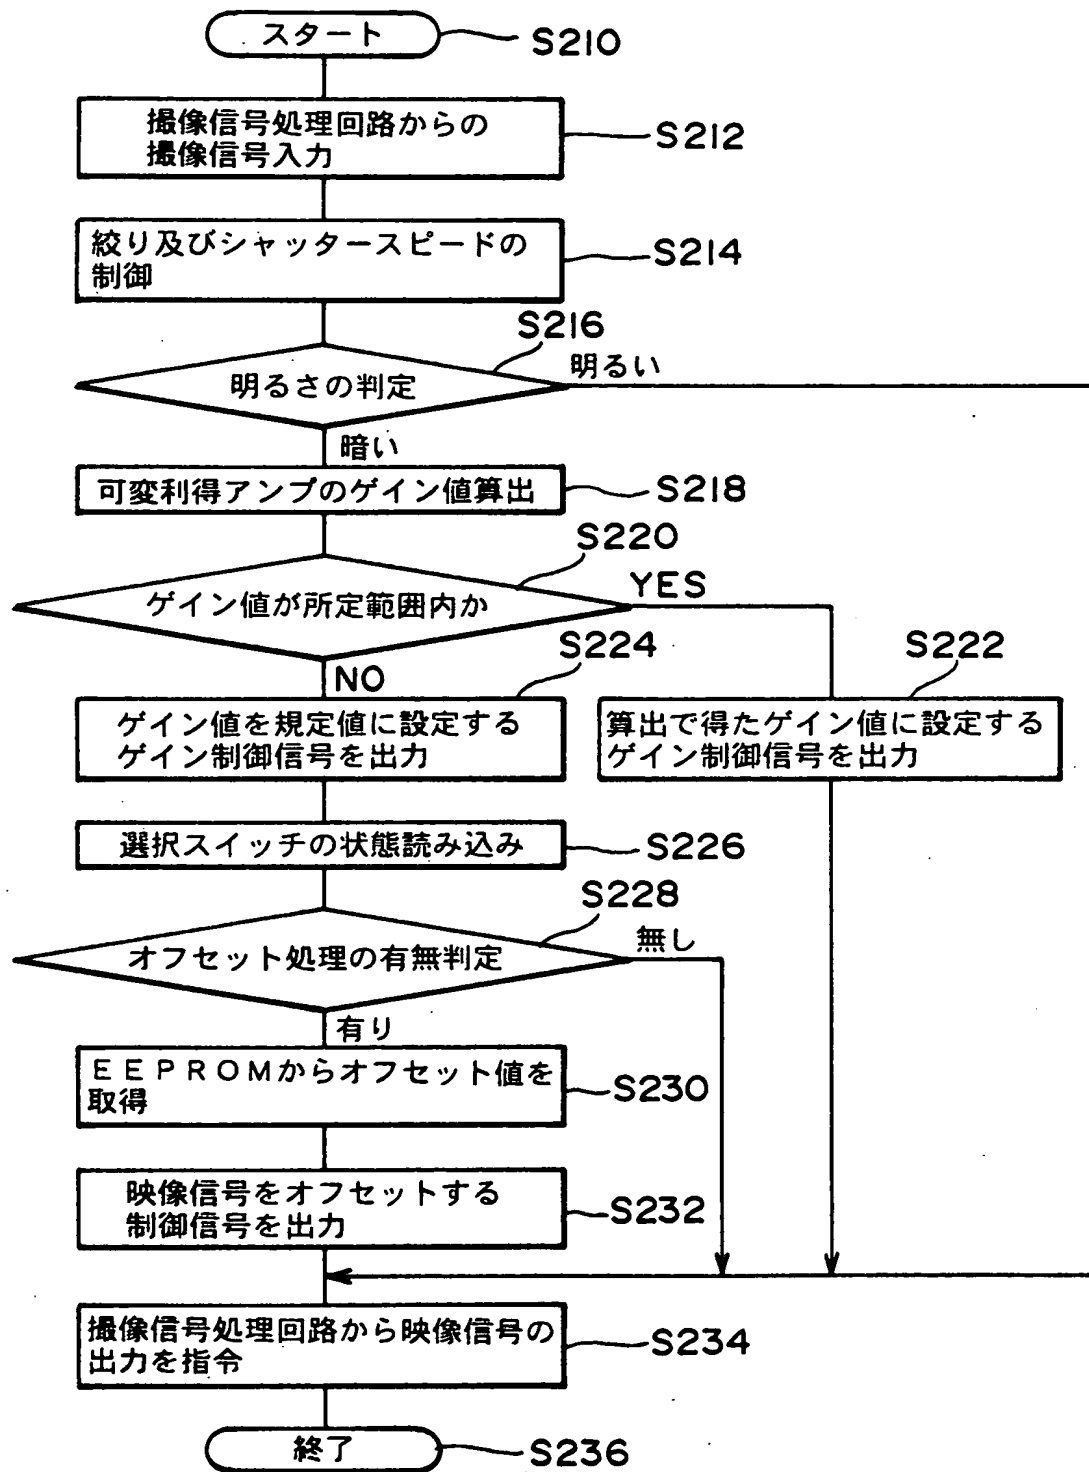 スタート
S210
撮像信号処理回路からの
撮像信号入力
S212
絞り及びシャッタースピードの
制御
S214
S216
明るさの判定
明るい
暗い
可変利得アンプのゲイン値算出
S218
S220
ゲイン値が所定範囲内か
YES
NO
S224
S222
ゲイン値を規定値に設定する
ゲイン制御信号を出力
算出で得たゲイン値に設定する
ゲイン制御信号を出力
選択スイッチの状態読み込み
S226
S228
オフセット処理の有無判定
無し
有り
EEPROMからオフセット値を
取得
S230
映像信号をオフセットする
制御信号を出力
S232
撮像信号処理回路から映像信号の
出力を指令
S234
終了
S236